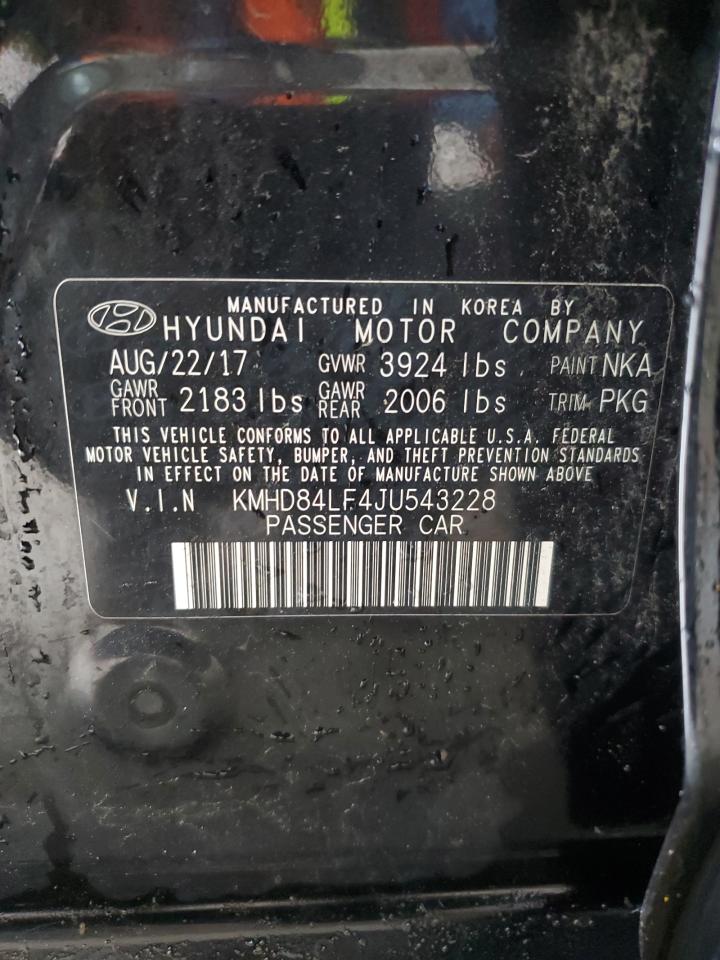 MANUFACTURED IN KOREA BY
HYUNDAI MOTOR COMPANY
AUG/22/17 GVWR 3924 lbs PAINT NKA
GAWR FRONT 2183 lbs GAWR REAR 2006 lbs TRIM PKG
THIS VEHICLE CONFORMS TO ALL APPLICABLE U.S.A. FEDERAL
MOTOR VEHICLE SAFETY, BUMPER, AND THEFT PREVENTION STANDARDS
IN EFFECT ON THE DATE OF MANUFACTURE SHOWN ABOVE
V.I.N KMHD84LF4JU543228
PASSENGER CAR